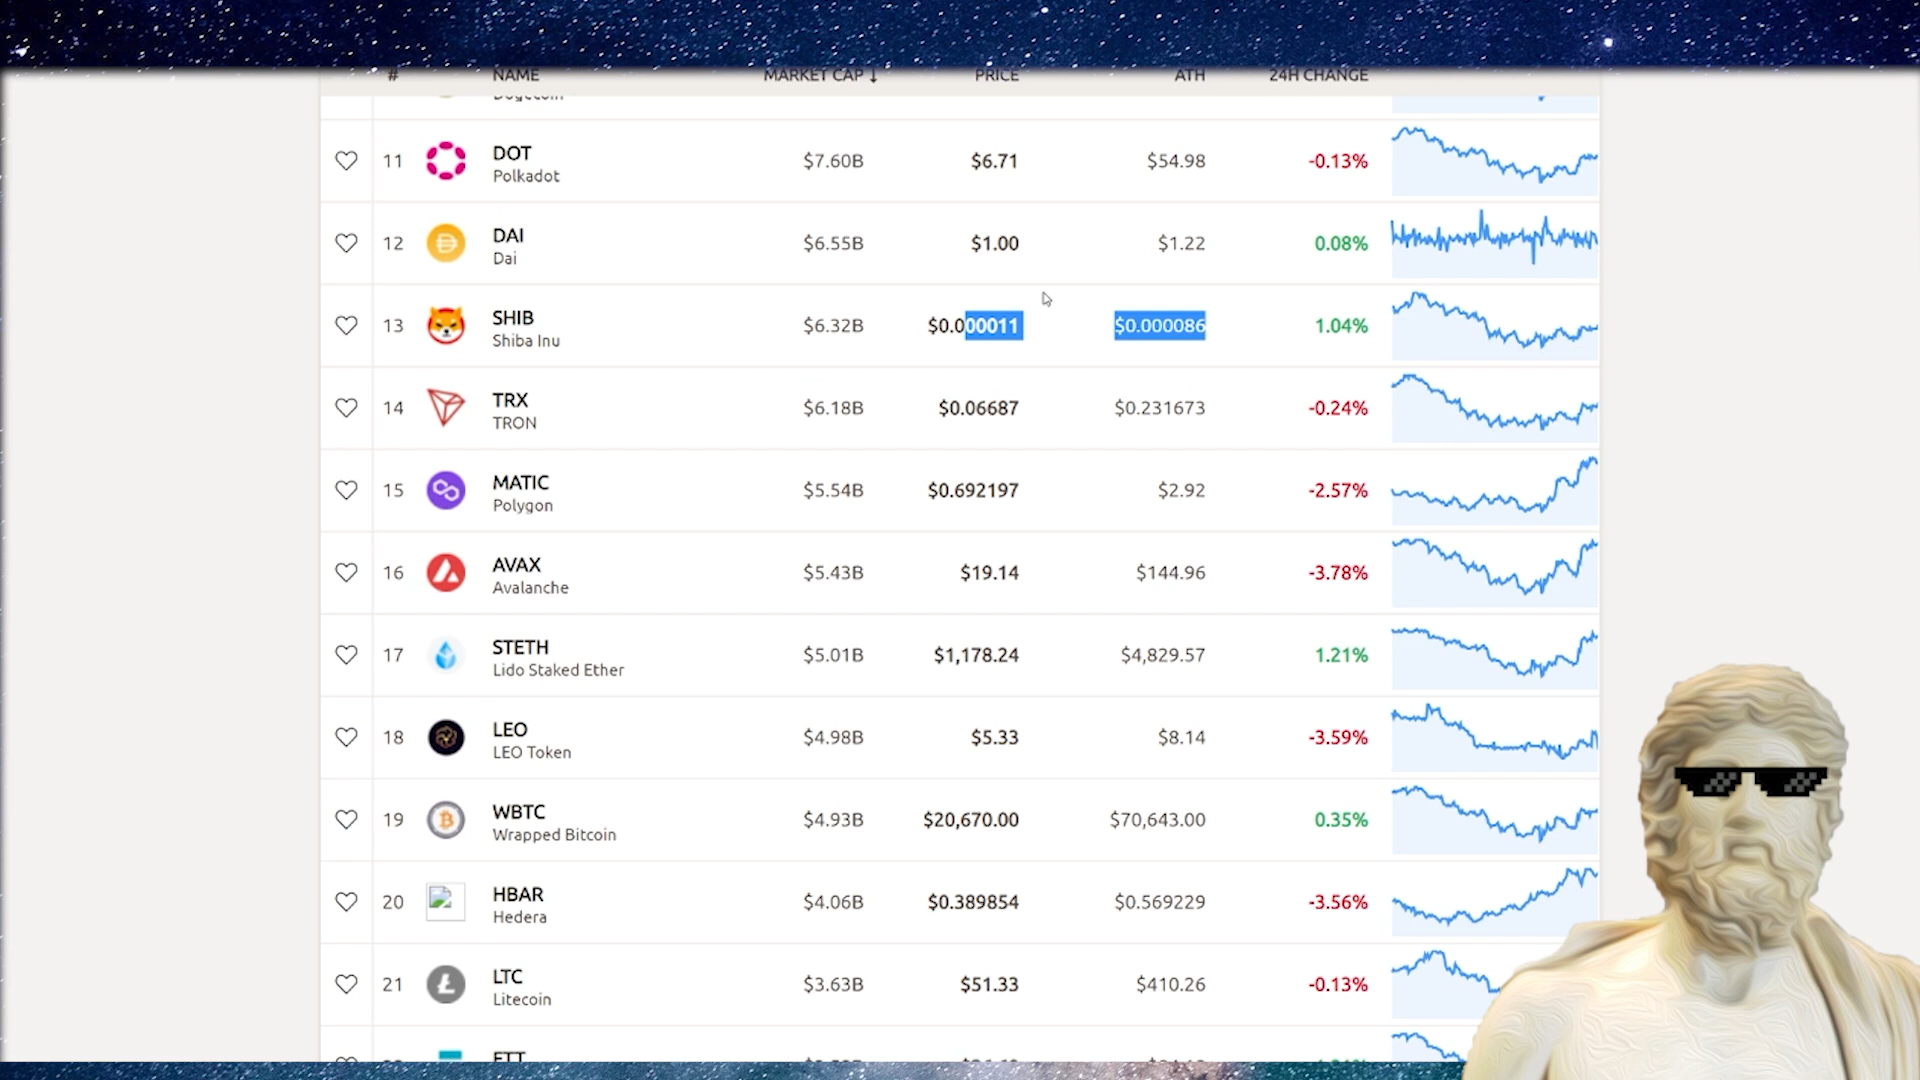 # NAME MARKET CAP ↓ PRICE ATH 24H CHANGE
Dogecoin
11 DOT $7.60B $6.71 $54.98 -0.13%
Polkadot
12 DAI $6.55B $1.00 $1.22 0.08%
Dai
13 SHIB $6.32B $0.000011 $0.000086 1.04%
Shiba Inu
14 TRX $6.18B $0.06687 $0.231673 -0.24%
TRON
15 MATIC $5.54B $0.692197 $2.92 -2.57%
Polygon
16 AVAX $5.43B $19.14 $144.96 -3.78%
Avalanche
17 STETH $5.01B $1,178.24 $4,829.57 1.21%
Lido Staked Ether
18 LEO $4.98B $5.33 $8.14 -3.59%
LEO Token
19 WBTC $4.93B $20,670.00 $70,643.00 0.35%
Wrapped Bitcoin
20 HBAR $4.06B $0.389854 $0.569229 -3.56%
Hedera
21 LTC $3.63B $51.33 $410.26 -0.13%
Litecoin